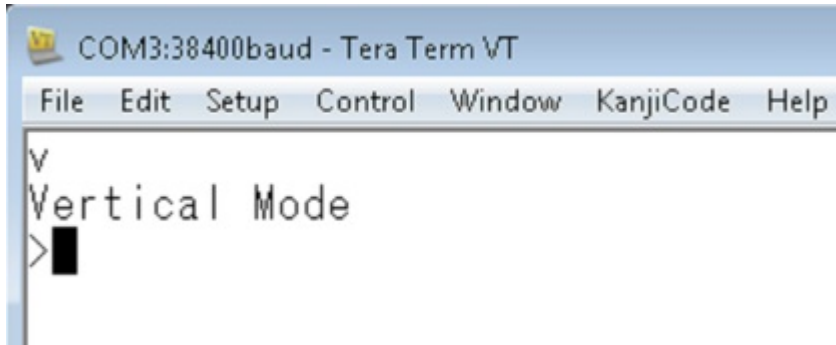 COM3:38400baud - Tera Term VT
File Edit Setup Control Window KanjiCode Help
v
Vertical Mode
>